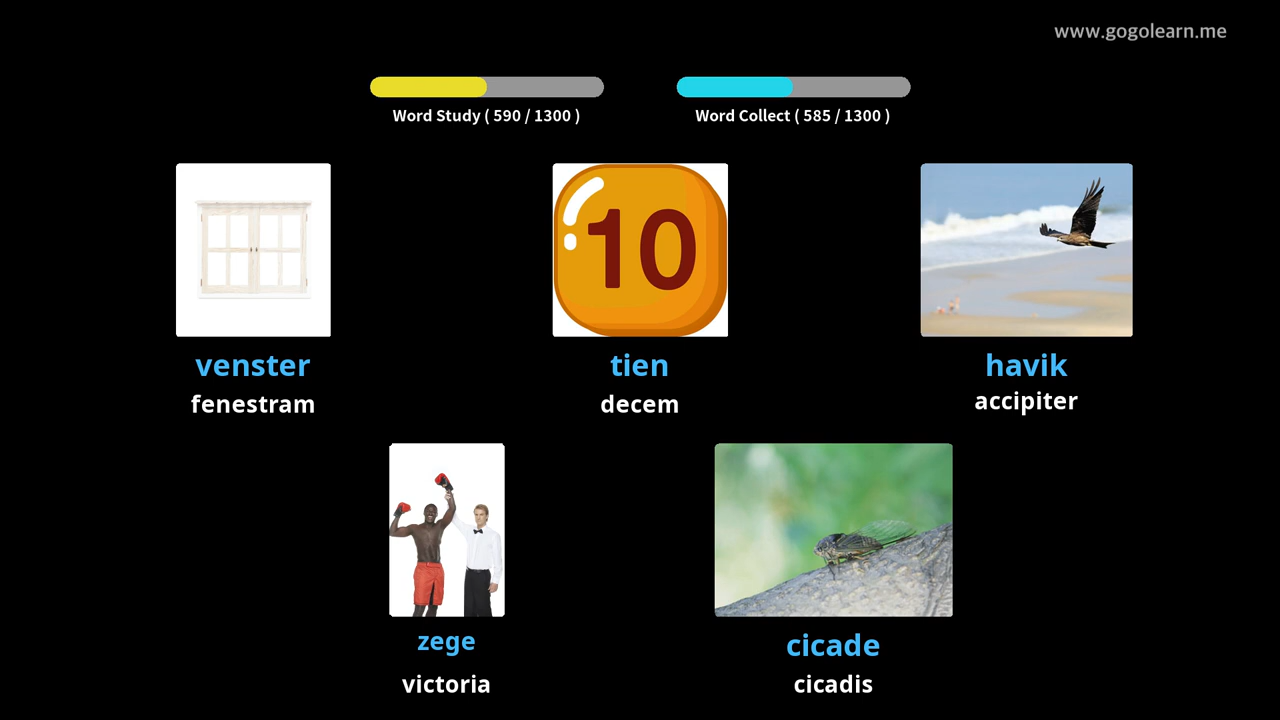 www.gogolearn.me
Word Study ( 590 / 1300 )
Word Collect ( 585 / 1300 )
10
venster
fenestram
tien
decem
havik
accipiter
zege
victoria
cicade
cicadis